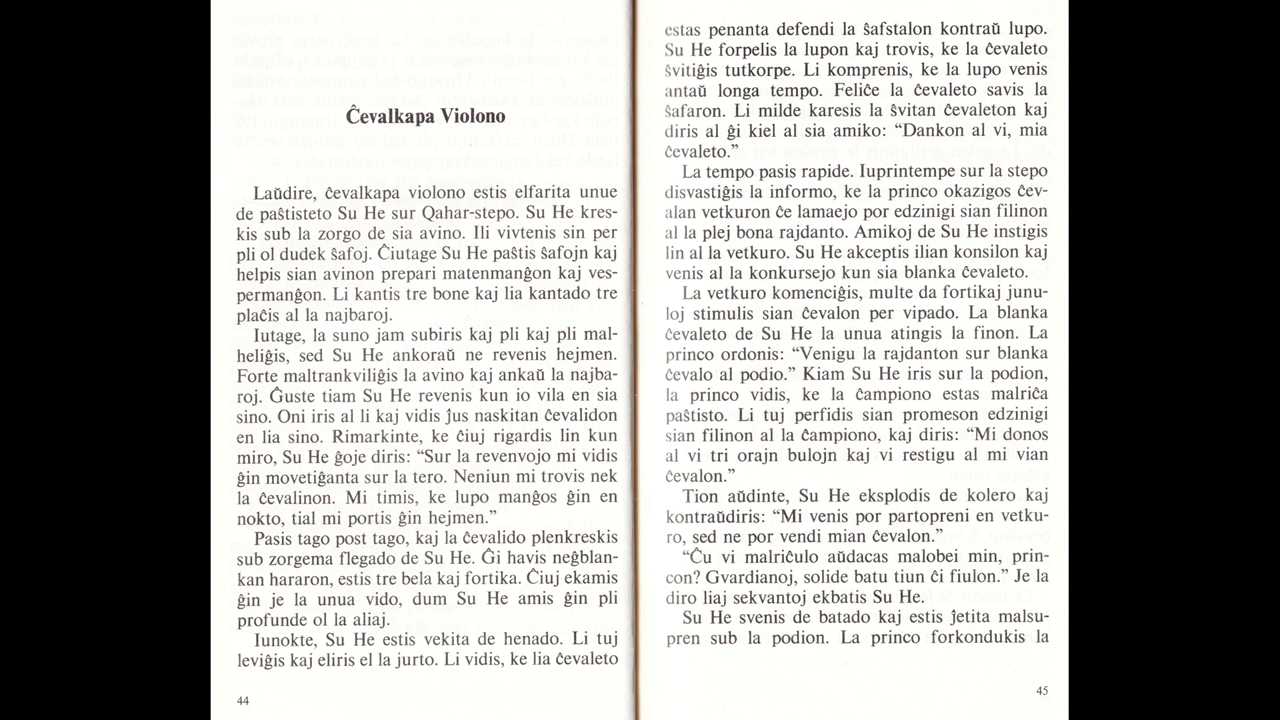 Ĉevalkapa Violono
Laŭdire, ĉevalkapa violono estis elfarita unue
de paŝtisteto Su He sur Qahar-stepo. Su He kres-
kis sub la zorgo de sia avino. Ili vivtenis sin per
pli ol dudek ŝafoj. Ĉiutage Su He paŝtis ŝafojn kaj
helpis sian avinon prepari matenmanĝon kaj ves-
permanĝon. Li kantis tre bone kaj lia kantado tre
plaĉis al la najbaroj.
Iutage, la suno jam subiris kaj pli kaj pli mal-
heliĝis, sed Su He ankoraŭ ne revenis hejmen.
Forte maltrankviliĝis la avino kaj ankaŭ la najba-
roj. Ĝuste tiam Su He revenis kun io vila en sia
sino. Oni iris al li kaj vidis ĵus naskitan ĉevalidon
en lia sino. Rimarkinte, ke ĉiuj rigardis lin kun
miro, Su He ĝoje diris: “Sur la revenvojo mi vidis
ĝin movetiĝanta sur la tero. Neniun mi trovis nek
la ĉevalinon. Mi timis, ke lupo manĝos ĝin en
nokto, tial mi portis ĝin hejmen.”
Pasis tago post tago, kaj la ĉevalido plenkreskis
sub zorgema flegado de Su He. Ĝi havis neĝblan-
kan hararon, estis tre bela kaj fortika. Ĉiuj ekamis
ĝin je la unua vido, dum Su He amis ĝin pli
profunde ol la aliaj.
Iunokte, Su He estis vekita de henado. Li tuj
leviĝis kaj eliris el la jurto. Li vidis, ke lia ĉevaleto
44
estas penanta defendi la ŝafstalon kontraŭ lupo.
Su He forpelis la lupon kaj trovis, ke la ĉevaleto
ŝvitiĝis tutkorpe. Li komprenis, ke la lupo venis
antaŭ longa tempo. Feliĉe la ĉevaleto savis la
ŝafaron. Li milde karesis la ŝvitan ĉevaleton kaj
diris al ĝi kiel al sia amiko: “Dankon al vi, mia
ĉevaleto.”
La tempo pasis rapide. Iuprintempe sur la stepo
disvastiĝis la informo, ke la princo okazigos ĉev-
alan vetkuron ĉe lamaejo por edzinigi sian filinon
al la plej bona rajdanto. Amikoj de Su He instigis
lin al la vetkuro. Su He akceptis ilian konsilon kaj
venis al la konkursejo kun sia blanka ĉevaleto.
La vetkuro komenciĝis, multe da fortikaj junu-
loj stimulis sian ĉevalon per vipado. La blanka
ĉevaleto de Su He la unua atingis la finon. La
princo ordonis: “Venigu la rajdanton sur blanka
ĉevalo al podio.” Kiam Su He iris sur la podion,
la princo vidis, ke la ĉampiono estas malriĉa
paŝtisto. Li tuj perfidis sian promeson edzinigi
sian filinon al la ĉampiono, kaj diris: “Mi donos
al vi tri orajn bulojn kaj vi restigu al mi vian
ĉevalon.”
Tion aŭdinte, Su He eksplodis de kolero kaj
kontraŭdiris: “Mi venis por partopreni en vetku-
ro, sed ne por vendi mian ĉevalon.”
“Ĉu vi malriĉulo aŭdacas malobei min, prin-
con? Gvardianoj, solide batu tiun ĉi fiulon.” Je la
diro liaj sekvantoj ekbatis Su He.
Su He svenis de batado kaj estis ĵetita malsu-
pren sub la podion. La princo forkondukis la
45